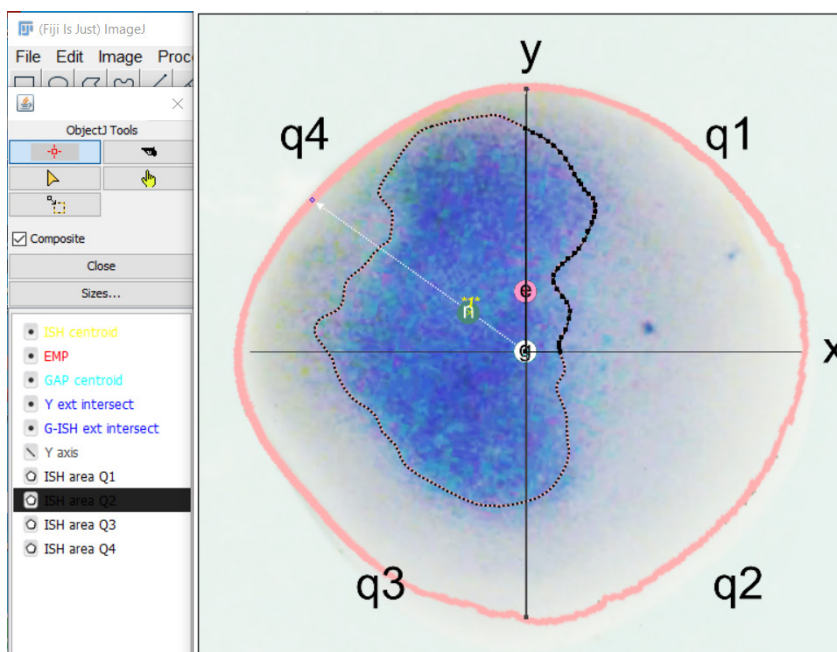 (Fiji Is Just) ImageJ
File Edit Image Proc
ObjectJ Tools
Composite
Close
Sizes...
ISH centroid
EMP
GAP centroid
Y ext intersect
G-ISH ext intersect
Y axis
ISH area Q1
ISH area Q2
ISH area Q3
ISH area Q4
y
q4
q1
e
*1*
n
g
x
q3
q2